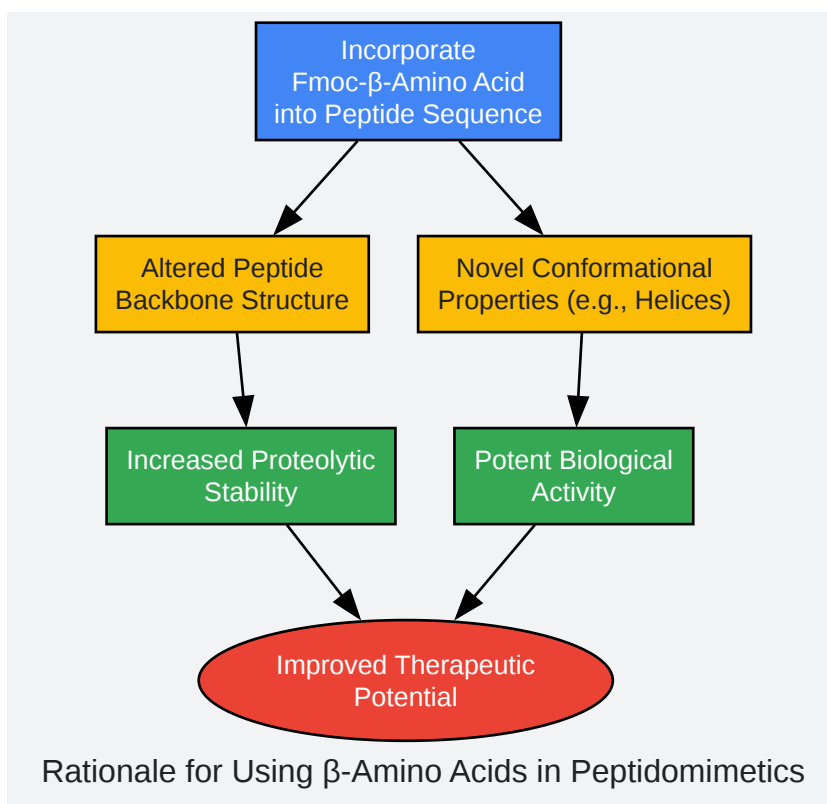 Incorporate
Fmoc-β-Amino Acid
into Peptide Sequence
Altered Peptide
Backbone Structure
Novel Conformational
Properties (e.g., Helices)
Increased Proteolytic
Stability
Potent Biological
Activity
Improved Therapeutic
Potential
Rationale for Using β-Amino Acids in Peptidomimetics